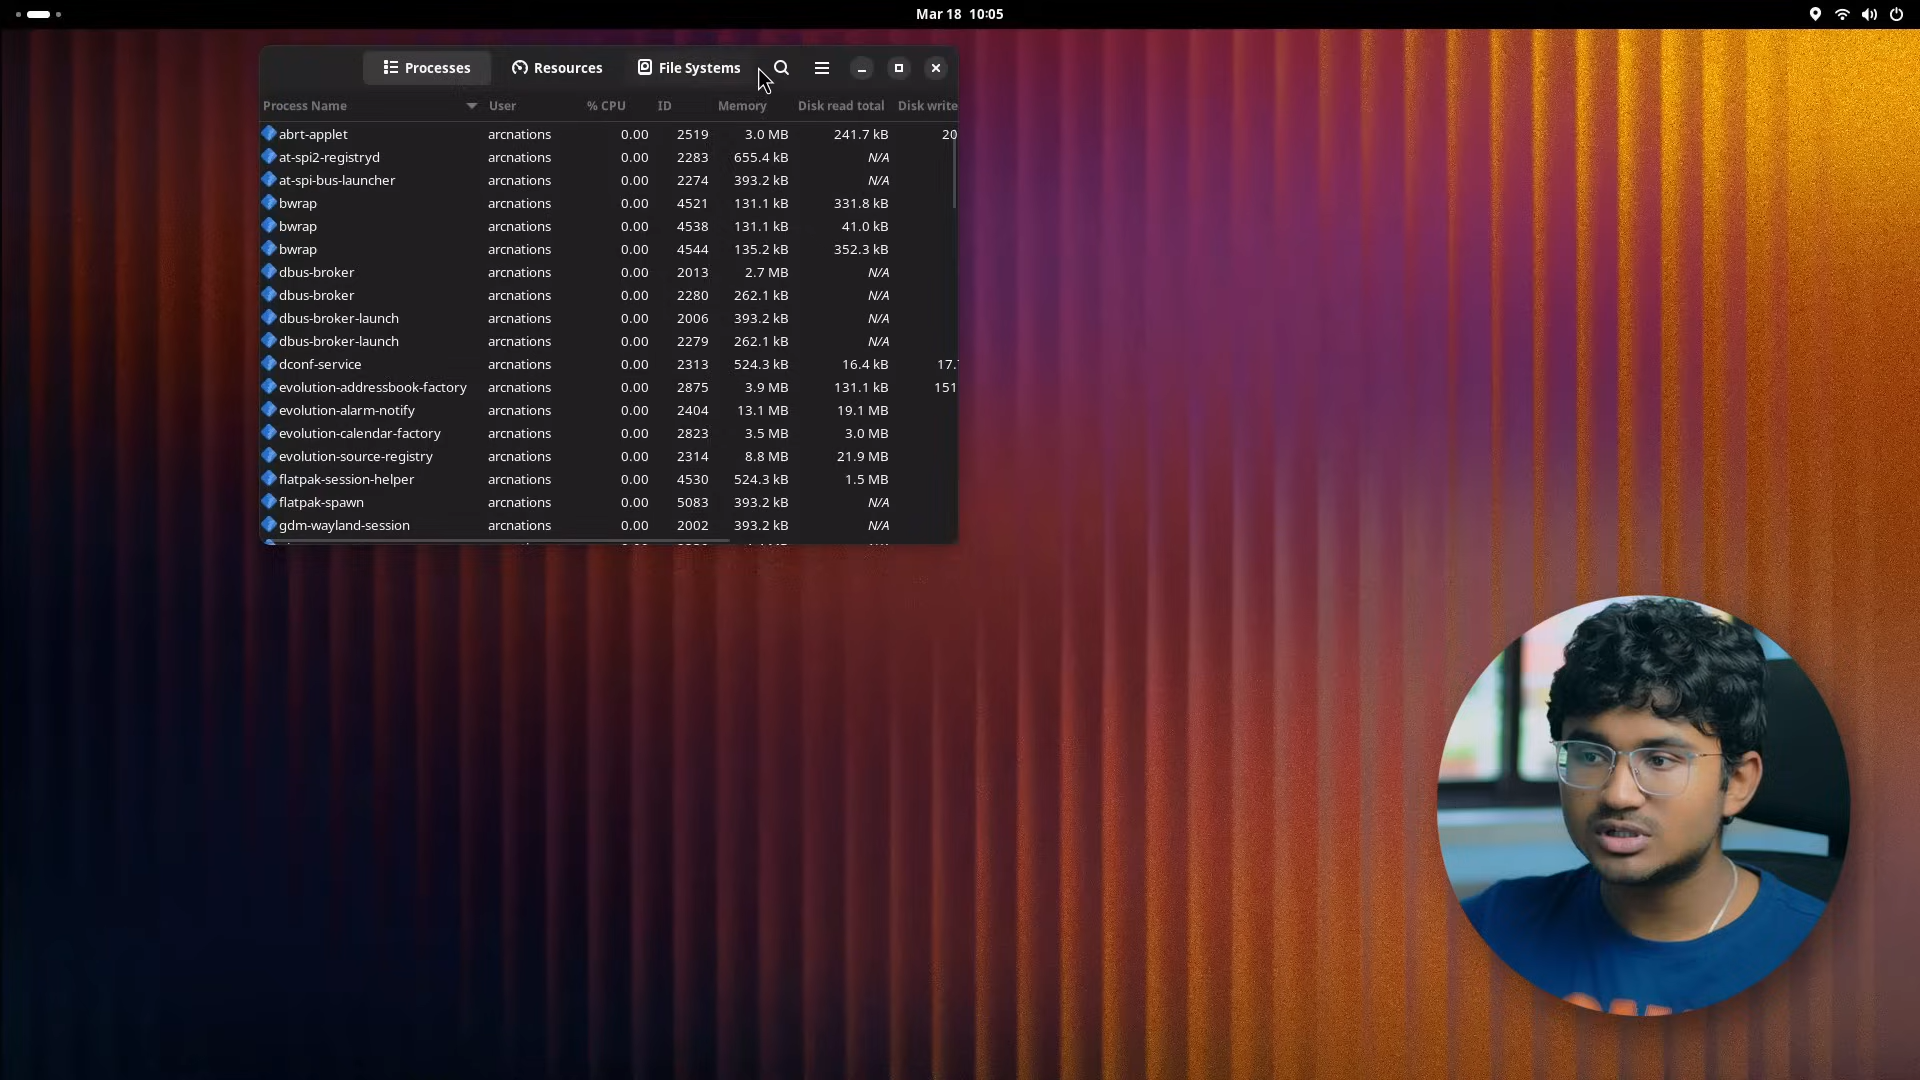 Mar 18 10:05
Processes Resources File Systems
Process Name User % CPU ID Memory Disk read total Disk write
abrt-applet arcnations 0.00 2519 3.0 MB 241.7 kB 20
at-spi2-registryd arcnations 0.00 2283 655.4 kB N/A
at-spi-bus-launcher arcnations 0.00 2274 393.2 kB N/A
bwrap arcnations 0.00 4521 131.1 kB 331.8 kB
bwrap arcnations 0.00 4538 131.1 kB 41.0 kB
bwrap arcnations 0.00 4544 135.2 kB 352.3 kB
dbus-broker arcnations 0.00 2013 2.7 MB N/A
dbus-broker arcnations 0.00 2280 262.1 kB N/A
dbus-broker-launch arcnations 0.00 2006 393.2 kB N/A
dbus-broker-launch arcnations 0.00 2279 262.1 kB N/A
dconf-service arcnations 0.00 2313 524.3 kB 16.4 kB 17.
evolution-addressbook-factory arcnations 0.00 2875 3.9 MB 131.1 kB 151
evolution-alarm-notify arcnations 0.00 2404 13.1 MB 19.1 MB
evolution-calendar-factory arcnations 0.00 2823 3.5 MB 3.0 MB
evolution-source-registry arcnations 0.00 2314 8.8 MB 21.9 MB
flatpak-session-helper arcnations 0.00 4530 524.3 kB 1.5 MB
flatpak-spawn arcnations 0.00 5083 393.2 kB N/A
gdm-wayland-session arcnations 0.00 2002 393.2 kB N/A